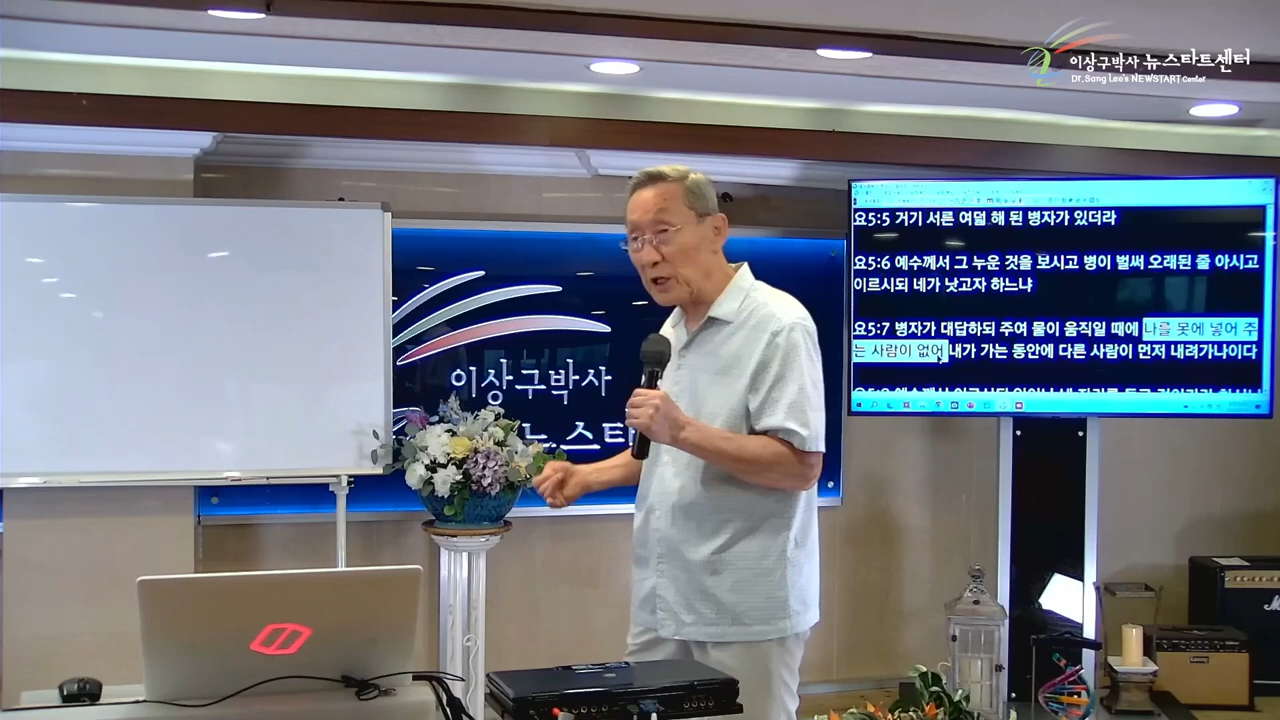 이상구박사 뉴스타트센터
Dr. Sang Lee's NEWSTART Center
요5:5 거기 서른 여덟 해 된 병자가 있더라
요5:6 예수께서 그 누운 것을 보시고 병이 벌써 오래된 줄 아시고
이르시되 네가 낫고자 하느냐
요5:7 병자가 대답하되 주여 물이 움직일 때에 나를 못에 넣어 주
는 사람이 없어 내가 가는 동안에 다른 사람이 먼저 내려가나이다
이상구박사
뉴스타